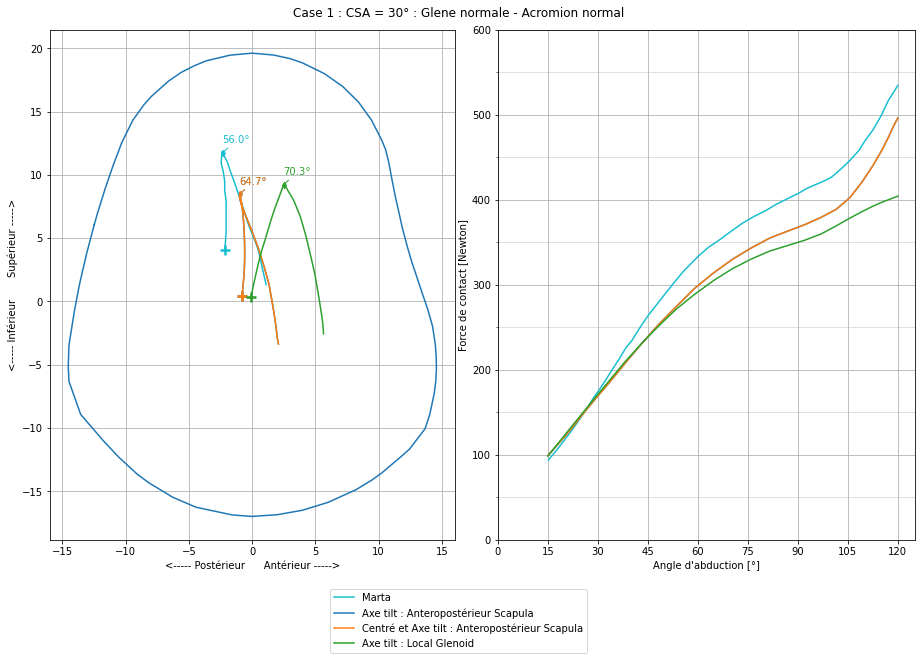 Case 1 : CSA = 30° : Glene normale - Acromion normal
20
15
10
5
0
−5
−10
−15
<----- Inférieur     Supérieur ----->
56.0°
64.7°
70.3°
−15 −10 −5 0 5 10 15
<----- Postérieur     Antérieur ----->
600
500
400
300
200
100
0
Force de contact [Newton]
0 15 30 45 60 75 90 105 120
Angle d'abduction [°]
Marta
Axe tilt : Anteropostérieur Scapula
Centré et Axe tilt : Anteropostérieur Scapula
Axe tilt : Local Glenoid